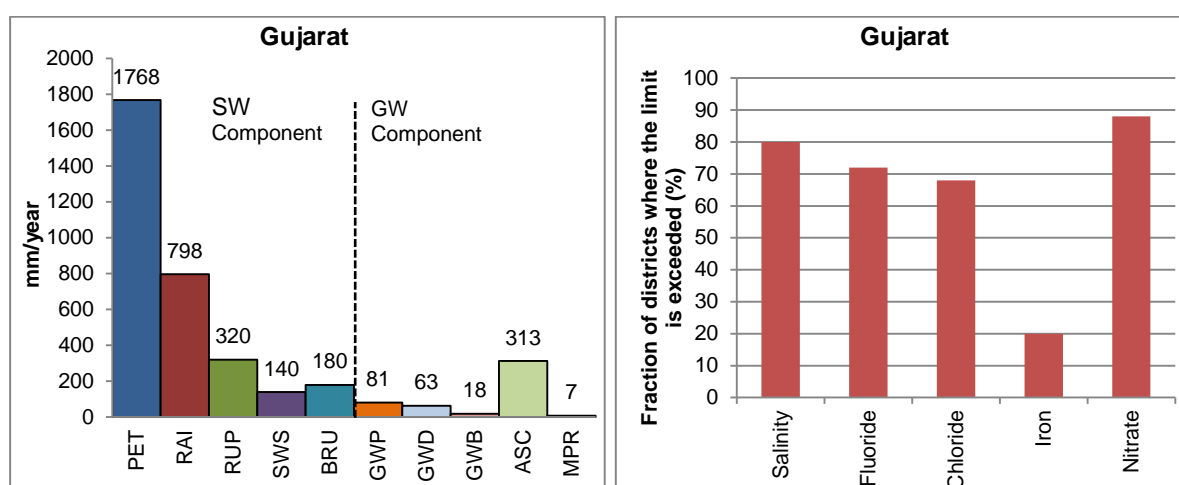 Gujarat
mm/year
2000
1800
1600
1400
1200
1000
800
600
400
200
0
1768
798
320
140
180
81
63
18
313
7
SW
Component
GW
Component
PET
RAI
RUP
SWS
BRU
GWP
GWD
GWB
ASC
MPR
Gujarat
Fraction of districts where the limit
is exceeded (%)
100
90
80
70
60
50
40
30
20
10
0
Salinity
Fluoride
Chloride
Iron
Nitrate